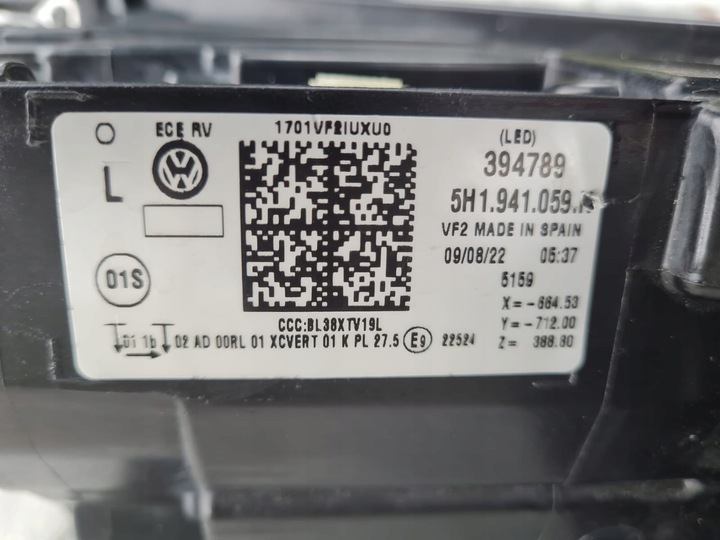 O ECE RV 1701VF2IUXU0 (LED)
L 394789
5H1.941.059.
VF2 MADE IN SPAIN
09/08/22 05:37
01S 5159
X= -664.53
CCC:BL38XTV19L Y= -712.00
01 1b 02 AD 00RL 01 XCVERT 01 K PL 27.5 E9 22524 Z= 388.80